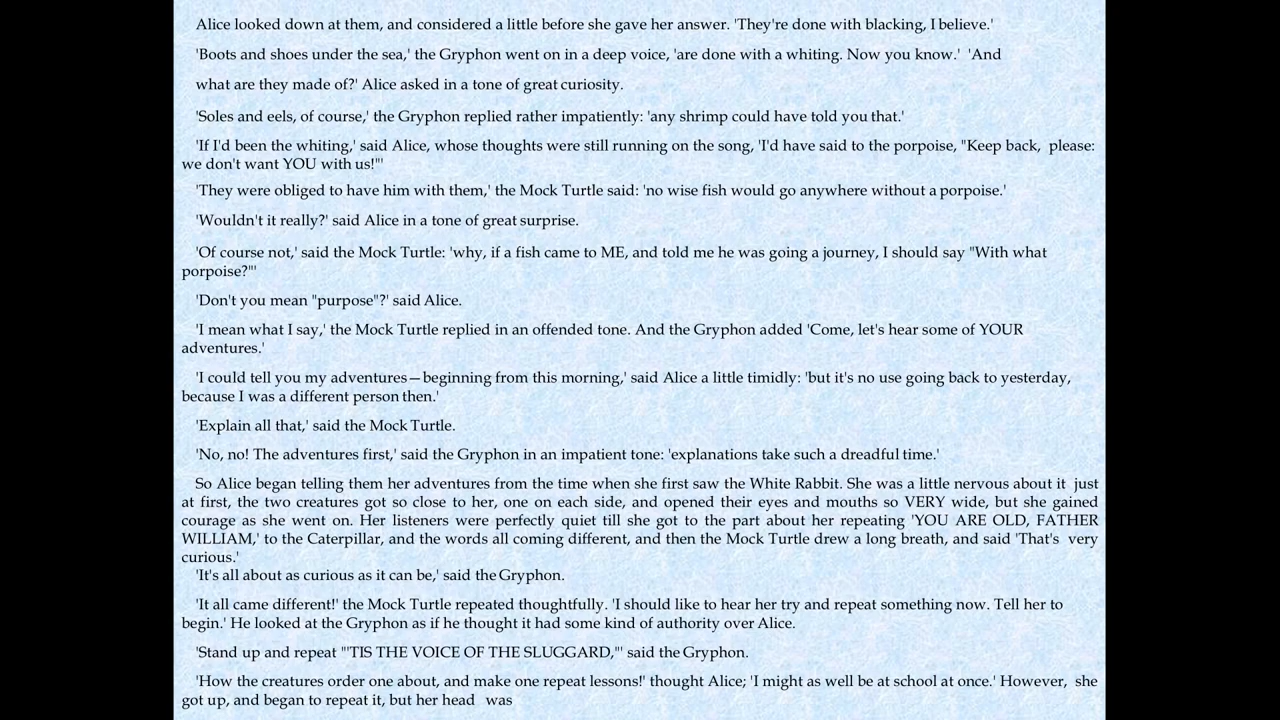 Alice looked down at them, and considered a little before she gave her answer. 'They're done with blacking, I believe.'
'Boots and shoes under the sea,' the Gryphon went on in a deep voice, 'are done with a whiting. Now you know.' 'And
what are they made of?' Alice asked in a tone of great curiosity.
'Soles and eels, of course,' the Gryphon replied rather impatiently: 'any shrimp could have told you that.'
'If I'd been the whiting,' said Alice, whose thoughts were still running on the song, 'I'd have said to the porpoise, "Keep back, please:
we don't want YOU with us!"'
'They were obliged to have him with them,' the Mock Turtle said: 'no wise fish would go anywhere without a porpoise.'
'Wouldn't it really?' said Alice in a tone of great surprise.
'Of course not,' said the Mock Turtle: 'why, if a fish came to ME, and told me he was going a journey, I should say "With what
porpoise?"'
'Don't you mean "purpose"?' said Alice.
'I mean what I say,' the Mock Turtle replied in an offended tone. And the Gryphon added 'Come, let's hear some of YOUR
adventures.'
'I could tell you my adventures—beginning from this morning,' said Alice a little timidly: 'but it's no use going back to yesterday,
because I was a different person then.'
'Explain all that,' said the Mock Turtle.
'No, no! The adventures first,' said the Gryphon in an impatient tone: 'explanations take such a dreadful time.'
So Alice began telling them her adventures from the time when she first saw the White Rabbit. She was a little nervous about it just
at first, the two creatures got so close to her, one on each side, and opened their eyes and mouths so VERY wide, but she gained
courage as she went on. Her listeners were perfectly quiet till she got to the part about her repeating 'YOU ARE OLD, FATHER
WILLIAM,' to the Caterpillar, and the words all coming different, and then the Mock Turtle drew a long breath, and said 'That's very
curious.'
'It's all about as curious as it can be,' said the Gryphon.
'It all came different!' the Mock Turtle repeated thoughtfully. 'I should like to hear her try and repeat something now. Tell her to
begin.' He looked at the Gryphon as if he thought it had some kind of authority over Alice.
'Stand up and repeat "'TIS THE VOICE OF THE SLUGGARD,"' said the Gryphon.
'How the creatures order one about, and make one repeat lessons!' thought Alice; 'I might as well be at school at once.' However, she
got up, and began to repeat it, but her head was